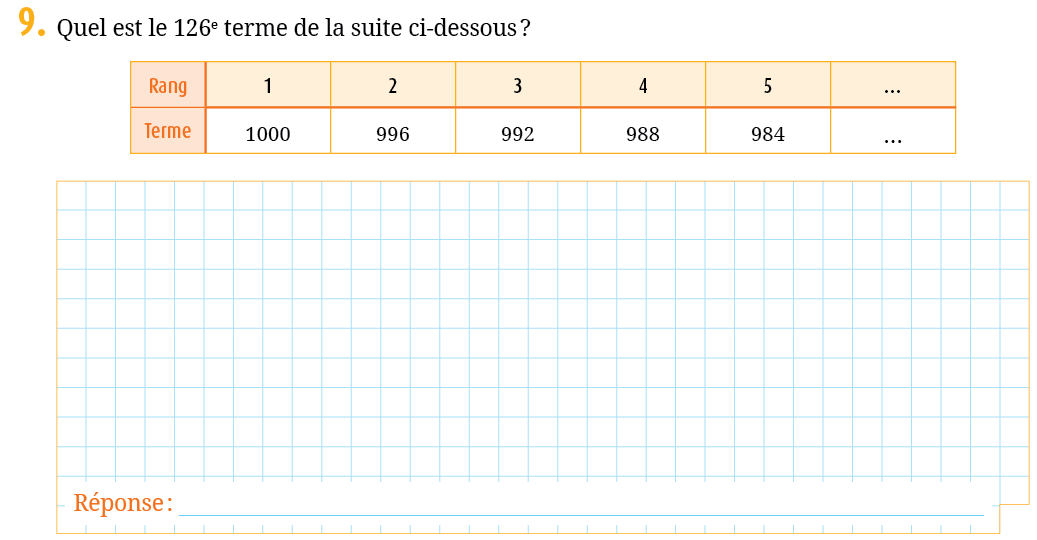 9. Quel est le 126e terme de la suite ci-dessous ?
Rang 1 2 3 4 5 ...
Terme 1000 996 992 988 984 ...
Réponse :